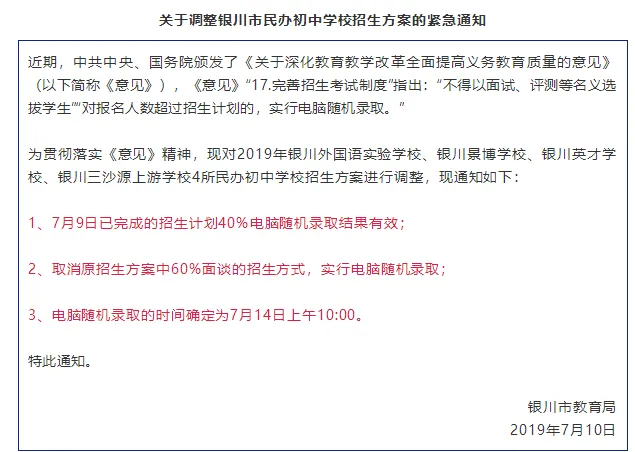 关于调整银川市民办初中学校招生方案的紧急通知
近期，中共中央、国务院颁发了《关于深化教育教学改革全面提高义务教育质量的意见》
（以下简称《意见》），《意见》“17.完善招生考试制度”指出：“不得以面试、评测等名义选
拔学生”“对报名人数超过招生计划的，实行电脑随机录取。”
为贯彻落实《意见》精神，现对2019年银川外国语实验学校、银川景博学校、银川英才学
校、银川三沙源上游学校4所民办初中学校招生方案进行调整，现通知如下：
1、7月9日已完成的招生计划40%电脑随机录取结果有效；
2、取消原招生方案中60%面谈的招生方式，实行电脑随机录取；
3、电脑随机录取的时间确定为7月14日上午10:00。
特此通知。
银川市教育局
2019年7月10日